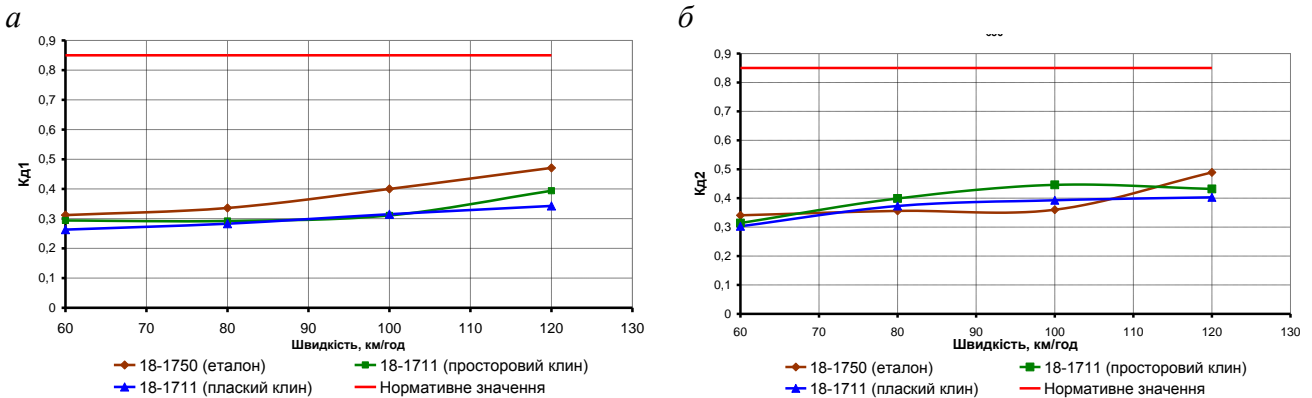 а
0,9
0,8
0,7
0,6
0,5
0,4
0,3
0,2
0,1
0
Кд1
60 70 80 90 100 110 120 130
Швидкість, км/год
18-1750 (еталон) 18-1711 (просторовий клин)
18-1711 (плаский клин) Нормативне значення
б
0,9
0,8
0,7
0,6
0,5
0,4
0,3
0,2
0,1
0
Кд2
60 70 80 90 100 110 120 130
Швидкість, км/год
18-1750 (еталон) 18-1711 (просторовий клин)
18-1711 (плаский клин) Нормативне значення